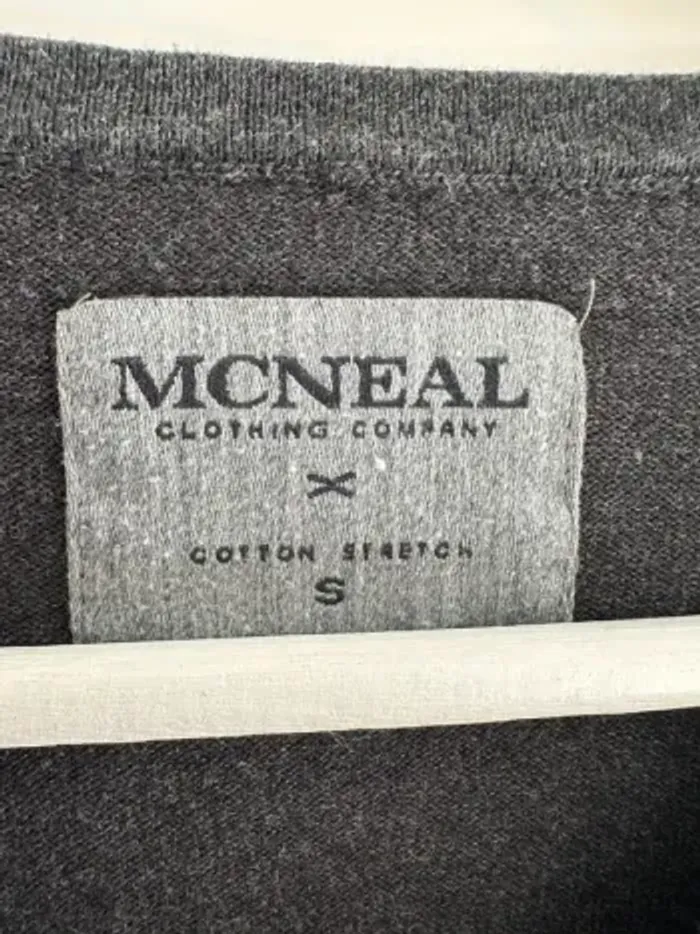 MCNEAL
CLOTHING COMPANY
X
COTTON STRETCH
S